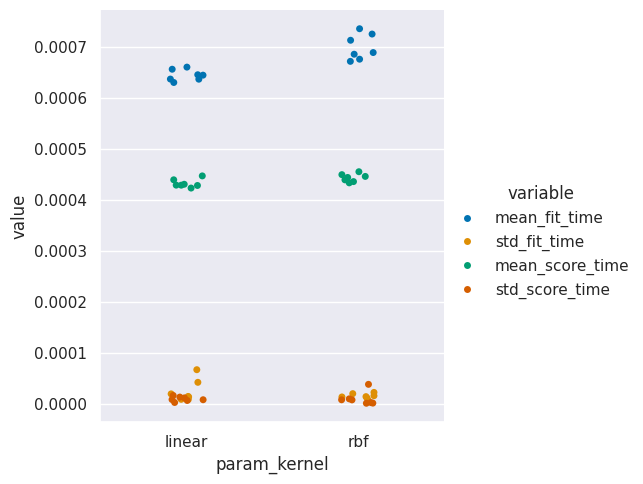 0.0007
0.0006
0.0005
0.0004
0.0003
0.0002
0.0001
0.0000
value
linear
rbf
param_kernel
variable
mean_fit_time
std_fit_time
mean_score_time
std_score_time